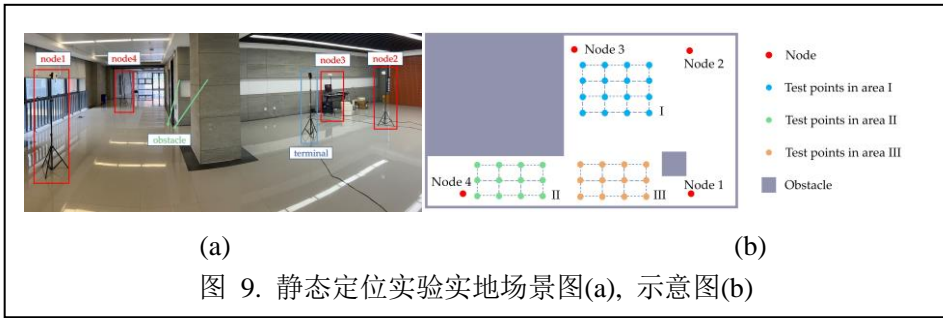 node1
node4
node3
node2
obstacle
terminal
Node 3
Node 2
I
Node 4
II
III
Node 1
Node
Test points in area I
Test points in area II
Test points in area III
Obstacle
(a)
(b)
图 9. 静态定位实验实地场景图(a), 示意图(b)